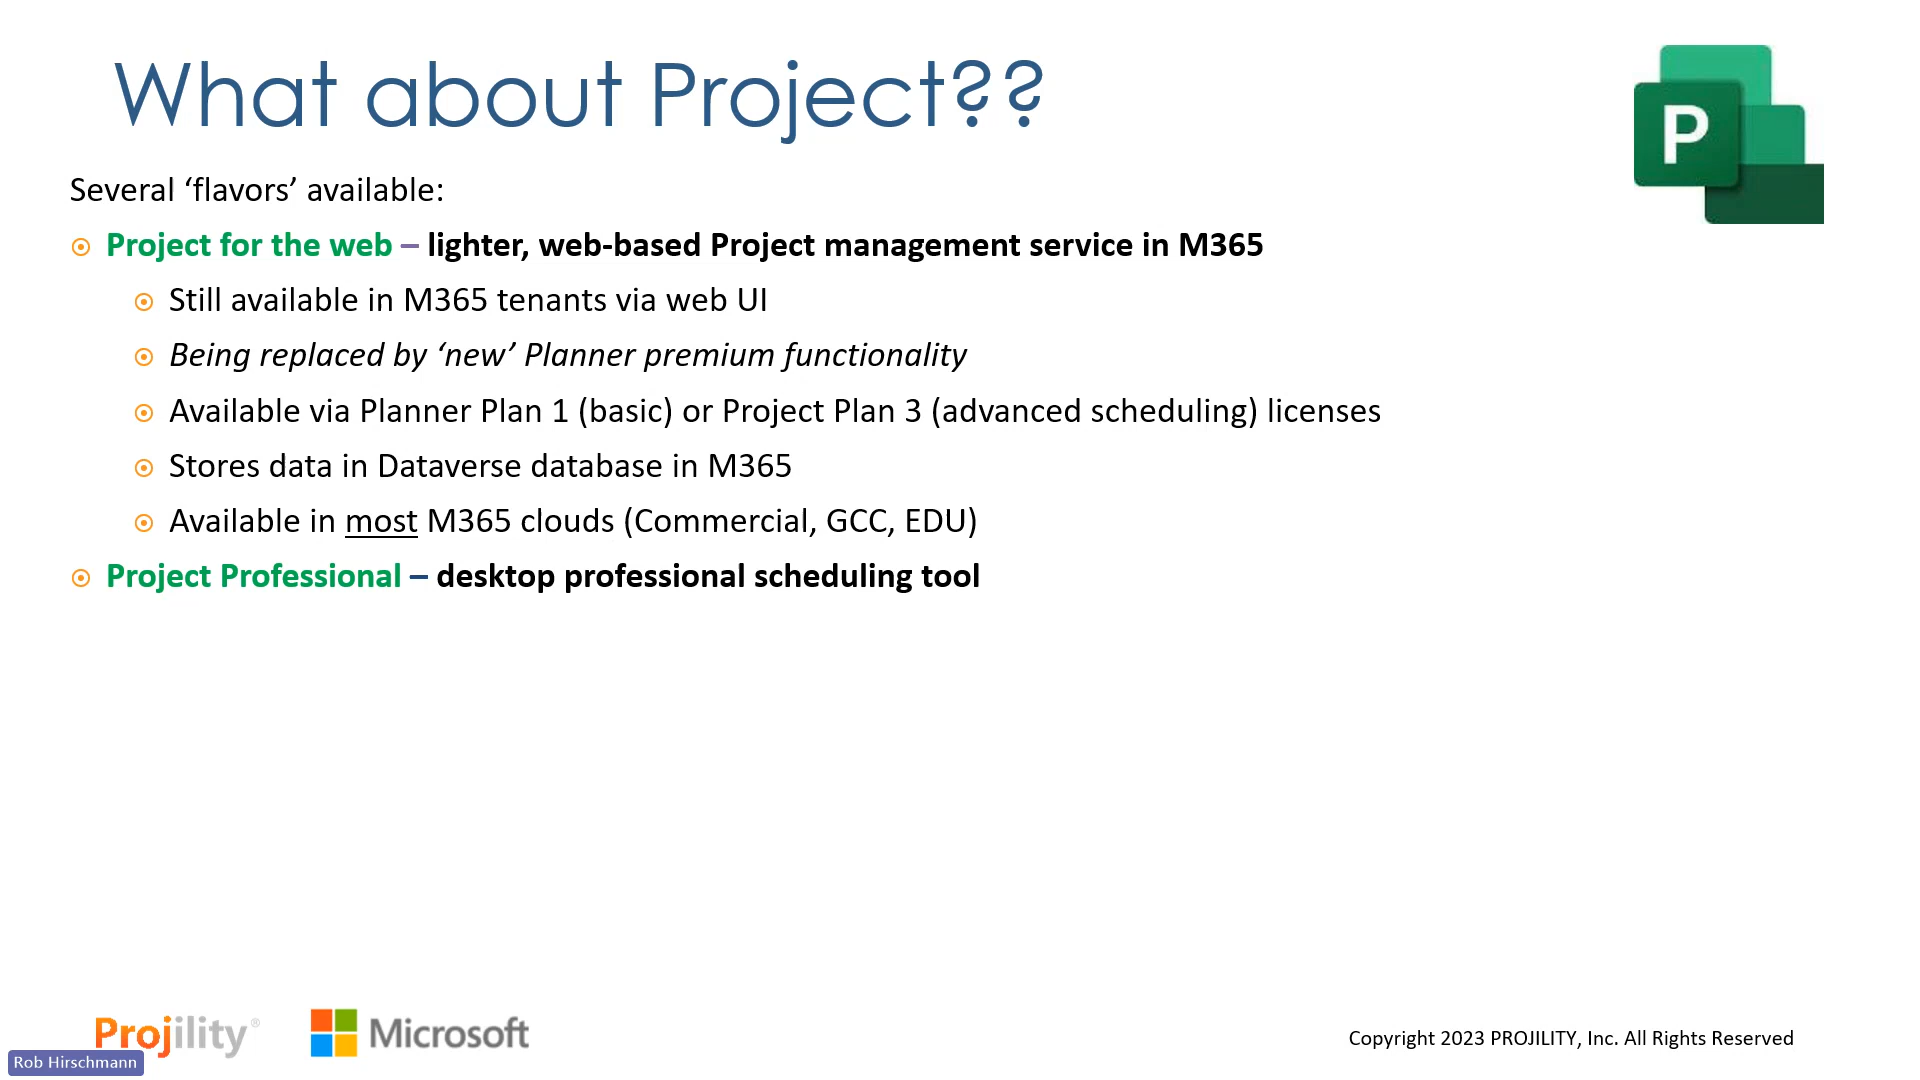 What about Project??
P
Several ‘flavors’ available:
Project for the web – lighter, web-based Project management service in M365
Still available in M365 tenants via web UI
Being replaced by ‘new’ Planner premium functionality
Available via Planner Plan 1 (basic) or Project Plan 3 (advanced scheduling) licenses
Stores data in Dataverse database in M365
Available in most M365 clouds (Commercial, GCC, EDU)
Project Professional – desktop professional scheduling tool
Projility®
Microsoft
Copyright 2023 PROJILITY, Inc. All Rights Reserved
Rob Hirschmann